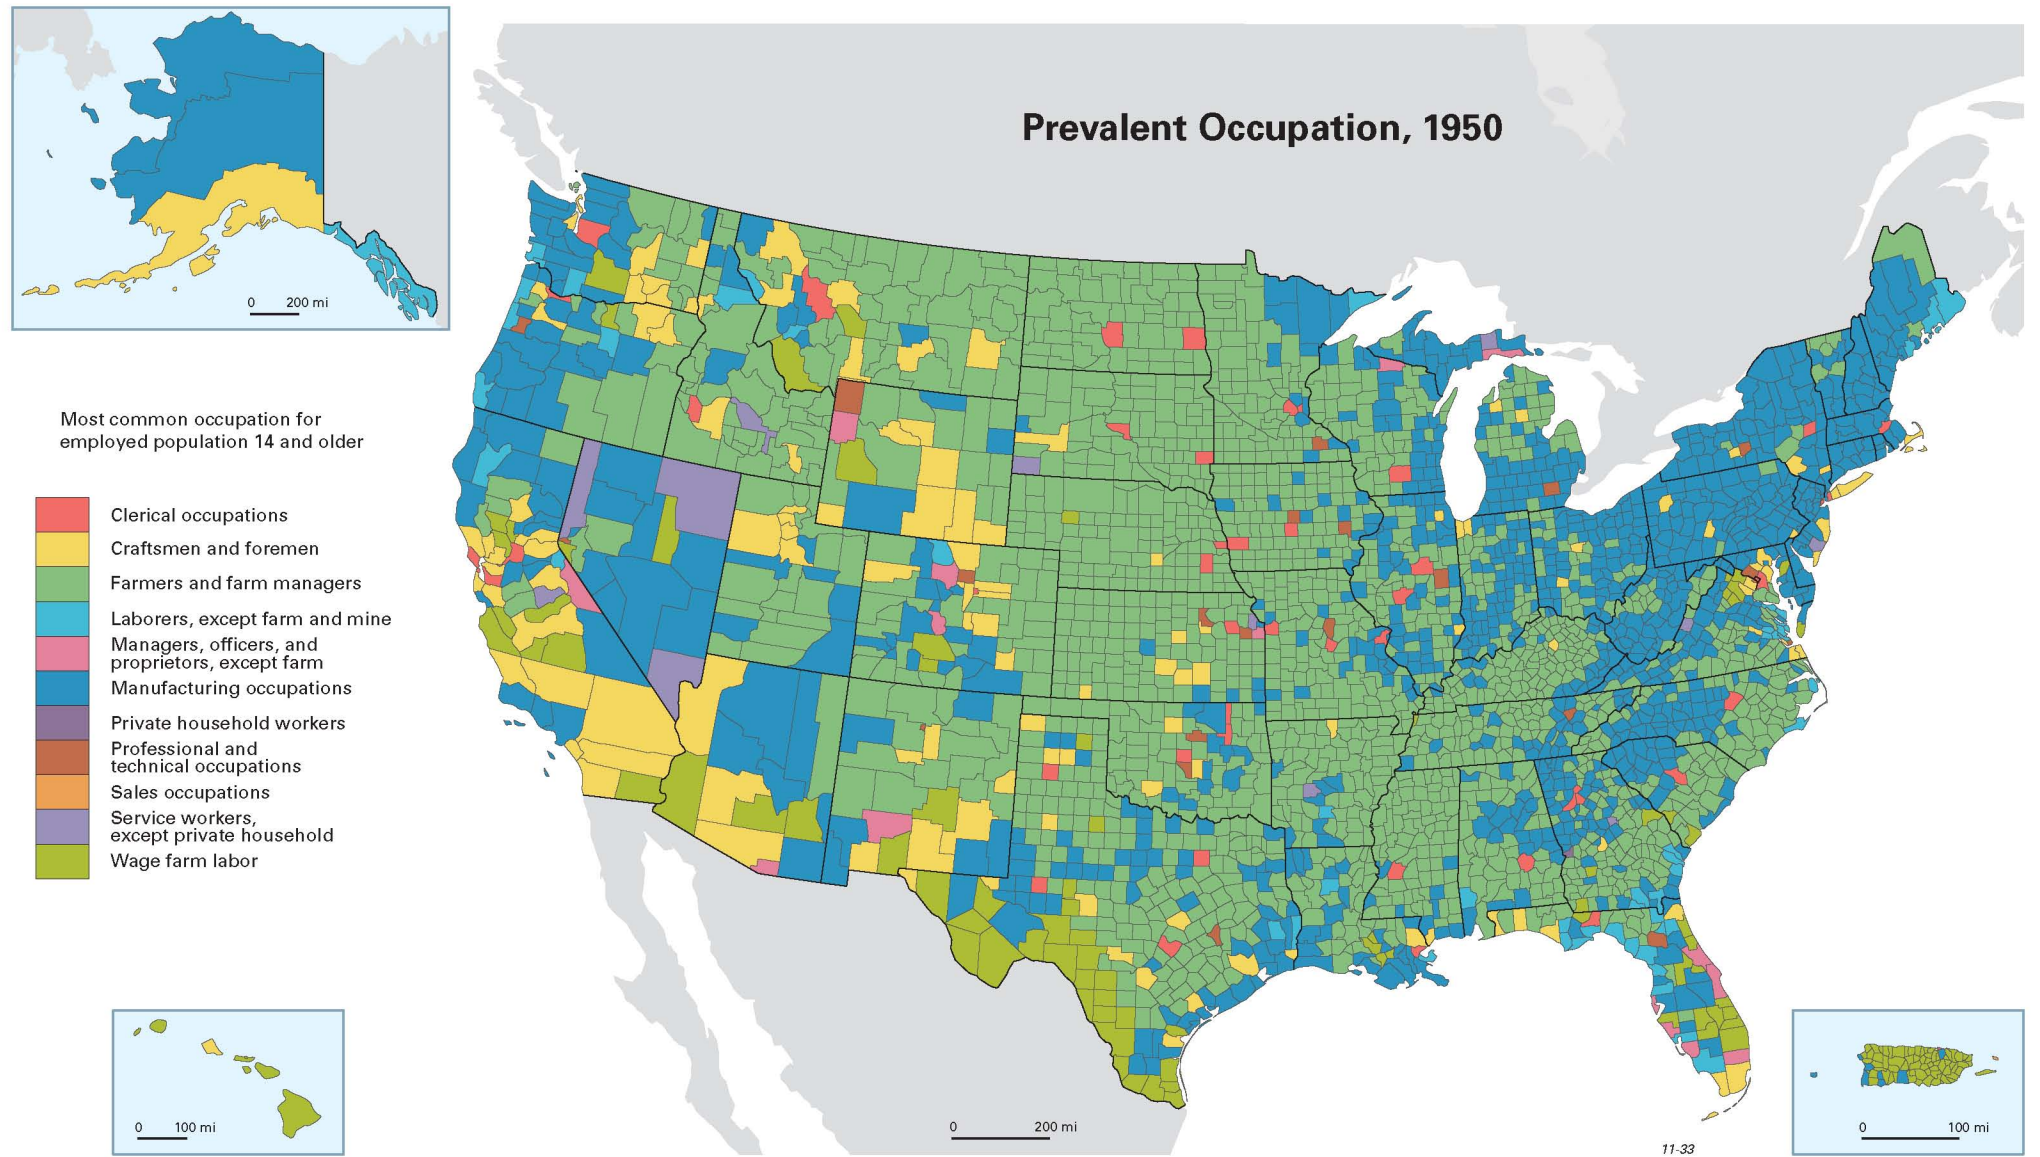 Prevalent Occupation, 1950
0 200 mi
Most common occupation for
employed population 14 and older
Clerical occupations
Craftsmen and foremen
Farmers and farm managers
Laborers, except farm and mine
Managers, officers, and
proprietors, except farm
Manufacturing occupations
Private household workers
Professional and
technical occupations
Sales occupations
Service workers,
except private household
Wage farm labor
0 100 mi
0 200 mi
0 100 mi
11-33